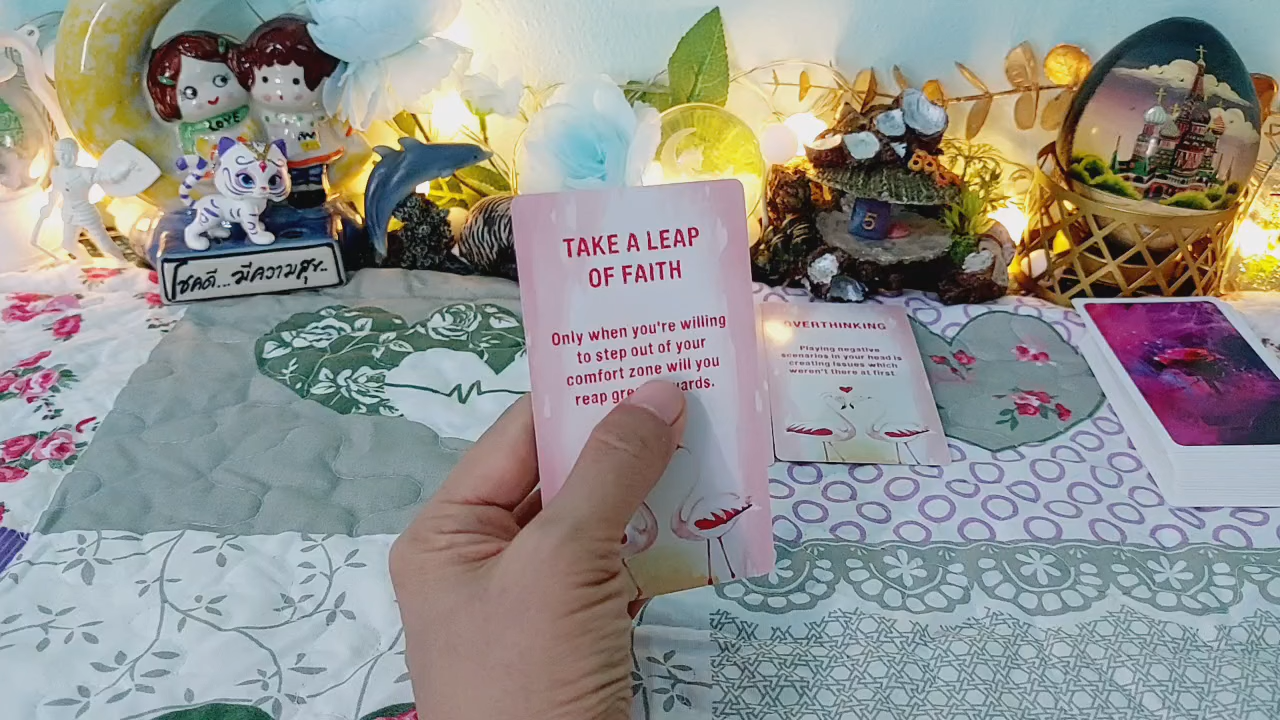 LOVE
โชคดี...มีความสุข..
5
TAKE A LEAP
OF FAITH
Only when you're willing
to step out of your
comfort zone will you
reap
OVERTHINKING
Playing negative
scenarios in your head is
creating issues which
weren't there at first.